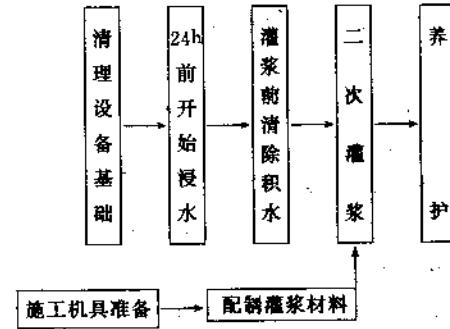 清理设备基础
24h前开始浸水
灌浆前清除积水
二次灌浆
养护
施工机具准备
配制灌浆材料